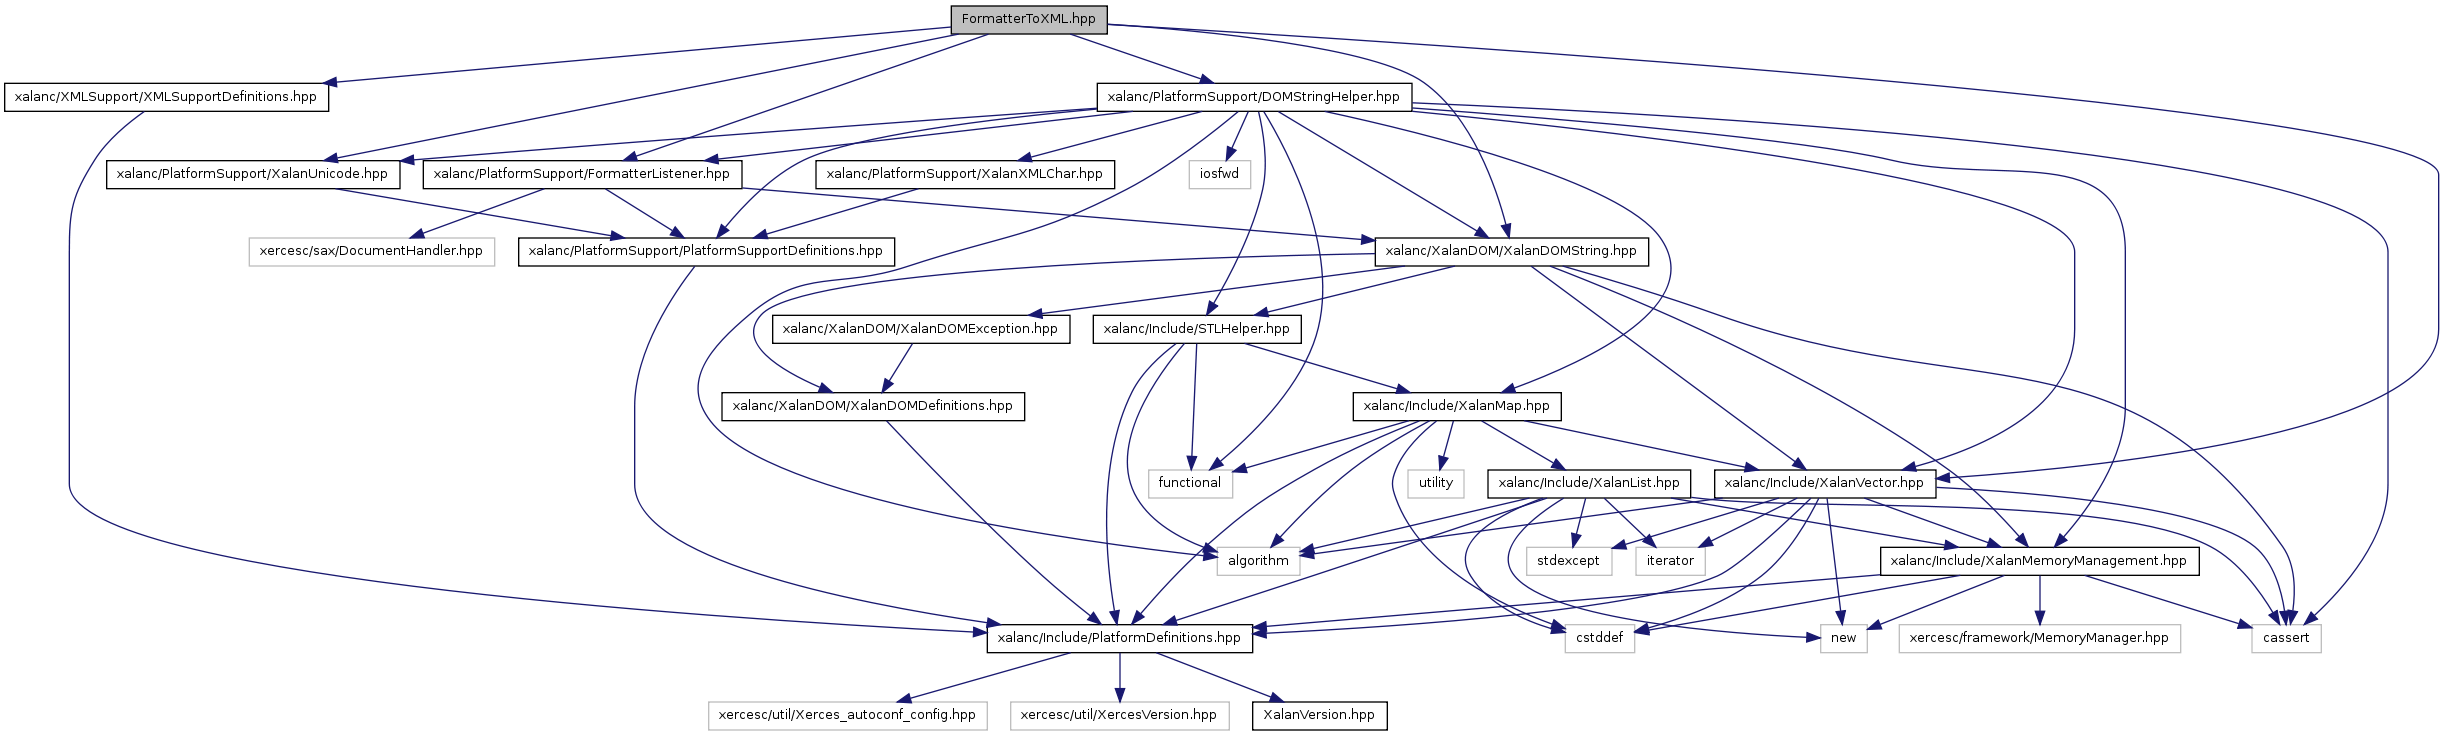 FormatterToXML.hpp
xalanc/XMLSupport/XMLSupportDefinitions.hpp
xalanc/PlatformSupport/DOMStringHelper.hpp
xalanc/PlatformSupport/XalanUnicode.hpp
xalanc/PlatformSupport/FormatterListener.hpp
xalanc/PlatformSupport/XalanXMLChar.hpp
iosfwd
xercesc/sax/DocumentHandler.hpp
xalanc/PlatformSupport/PlatformSupportDefinitions.hpp
xalanc/XalanDOM/XalanDOMString.hpp
xalanc/XalanDOM/XalanDOMException.hpp
xalanc/Include/STLHelper.hpp
xalanc/XalanDOM/XalanDOMDefinitions.hpp
xalanc/Include/XalanMap.hpp
functional
utility
xalanc/Include/XalanList.hpp
xalanc/Include/XalanVector.hpp
algorithm
stdexcept
iterator
xalanc/Include/XalanMemoryManagement.hpp
xalanc/Include/PlatformDefinitions.hpp
cstddef
new
xercesc/framework/MemoryManager.hpp
cassert
xercesc/util/Xerces_autoconf_config.hpp
xercesc/util/XercesVersion.hpp
XalanVersion.hpp